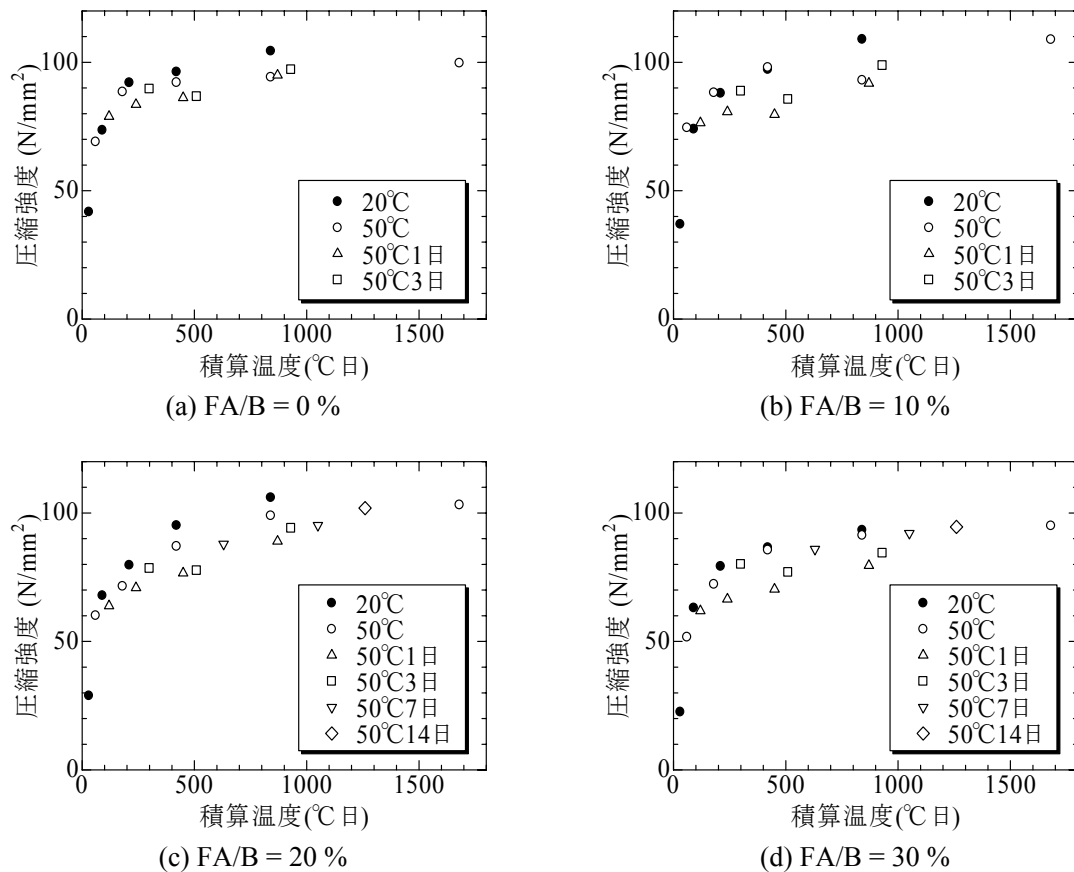 圧縮強度 (N/mm²)
100
50
0
20℃
50℃
50℃1日
50℃3日
0 500 1000 1500
積算温度(℃日)
(a) FA/B = 0 %
圧縮強度 (N/mm²)
100
50
0
20℃
50℃
50℃1日
50℃3日
0 500 1000 1500
積算温度(℃日)
(b) FA/B = 10 %
圧縮強度 (N/mm²)
100
50
0
20℃
50℃
50℃1日
50℃3日
50℃7日
50℃14日
0 500 1000 1500
積算温度(℃日)
(c) FA/B = 20 %
圧縮強度 (N/mm²)
100
50
0
20℃
50℃
50℃1日
50℃3日
50℃7日
50℃14日
0 500 1000 1500
積算温度(℃日)
(d) FA/B = 30 %